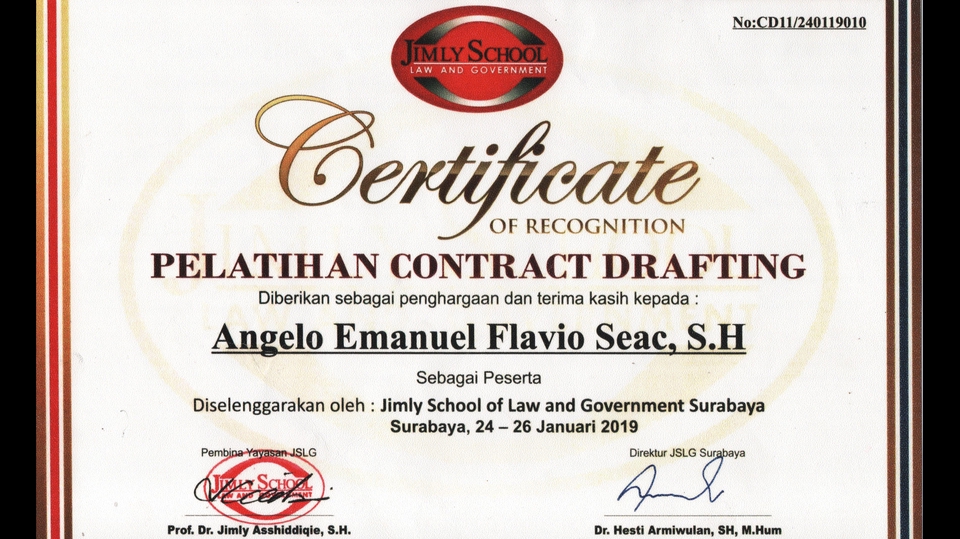 No:CD11/240119010
JIMLY SCHOOL
LAW AND GOVERNMENT
Certificate
OF RECOGNITION
PELATIHAN CONTRACT DRAFTING
Diberikan sebagai penghargaan dan terima kasih kepada :
Angelo Emanuel Flavio Seac, S.H
Sebagai Peserta
Diselenggarakan oleh : Jimly School of Law and Government Surabaya
Surabaya, 24 – 26 Januari 2019
Pembina Yayasan JSLG
Direktur JSLG Surabaya
JIMLY SCHOOL
LAW AND GOVERNMENT
Prof. Dr. Jimly Asshiddiqie, S.H.
Dr. Hesti Armiwulan, SH, M.Hum